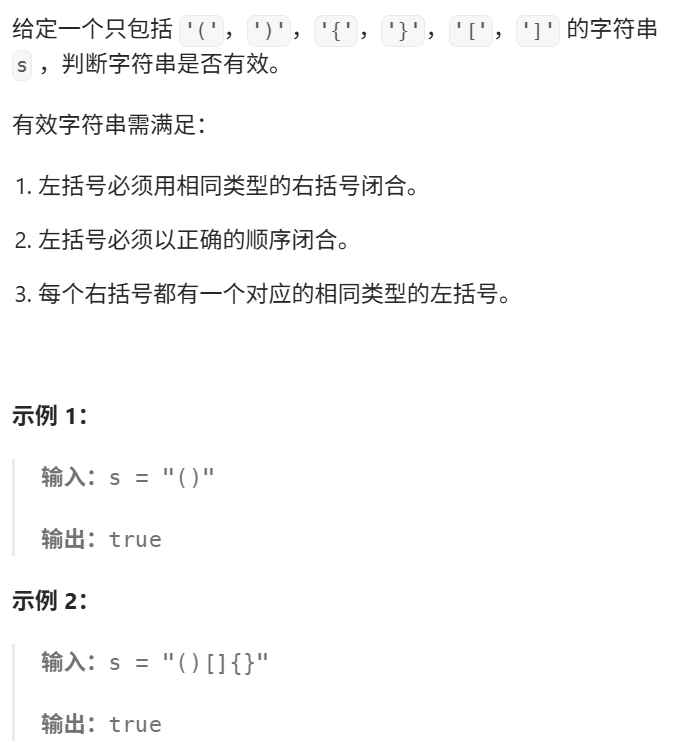 给定一个只包括 '('，')'，'{'，'}'，'['，']' 的字符串
s ，判断字符串是否有效。
有效字符串需满足：
1. 左括号必须用相同类型的右括号闭合。
2. 左括号必须以正确的顺序闭合。
3. 每个右括号都有一个对应的相同类型的左括号。
示例 1：
输入：s = "()"
输出：true
示例 2：
输入：s = "()[]{}"
输出：true